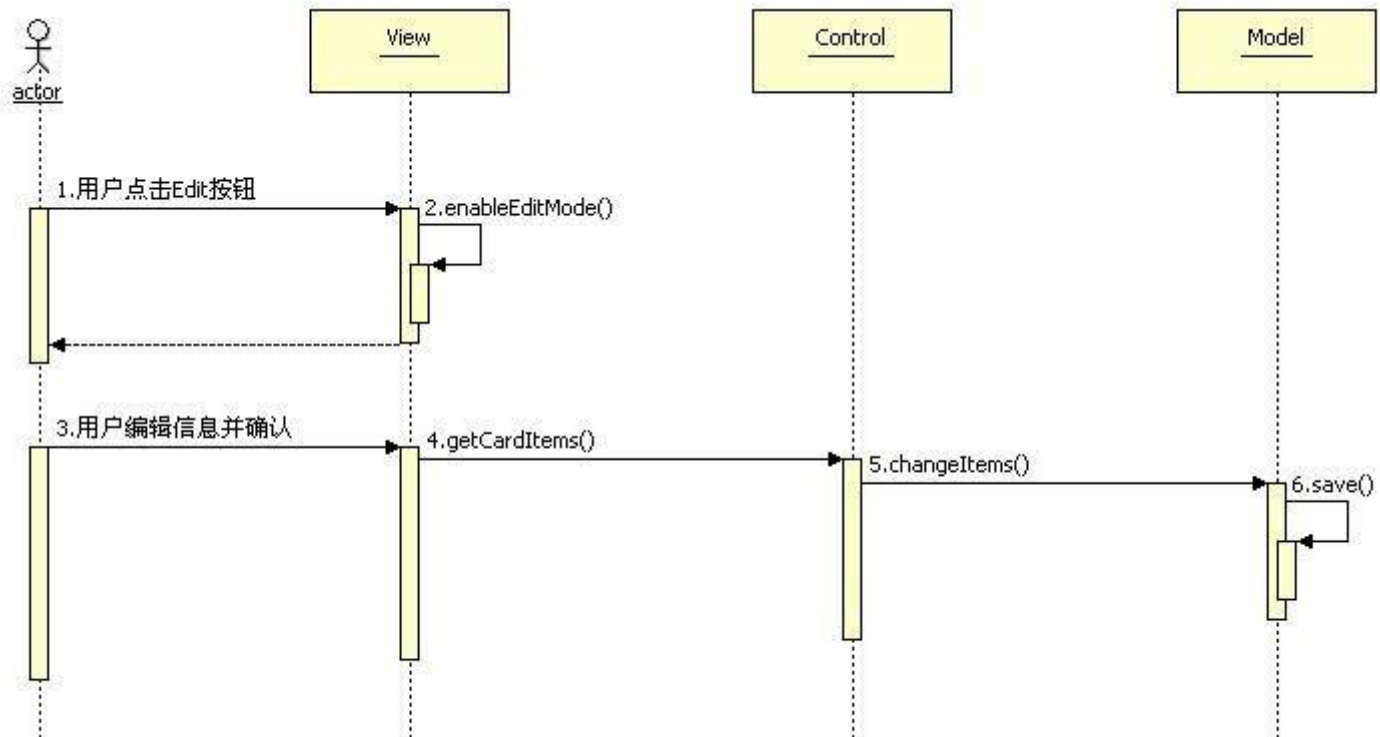 View
Control
Model
actor
1.用户点击Edit按钮
2.enableEditMode()
3.用户编辑信息并确认
4.getCardItems()
5.changeItems()
6.save()